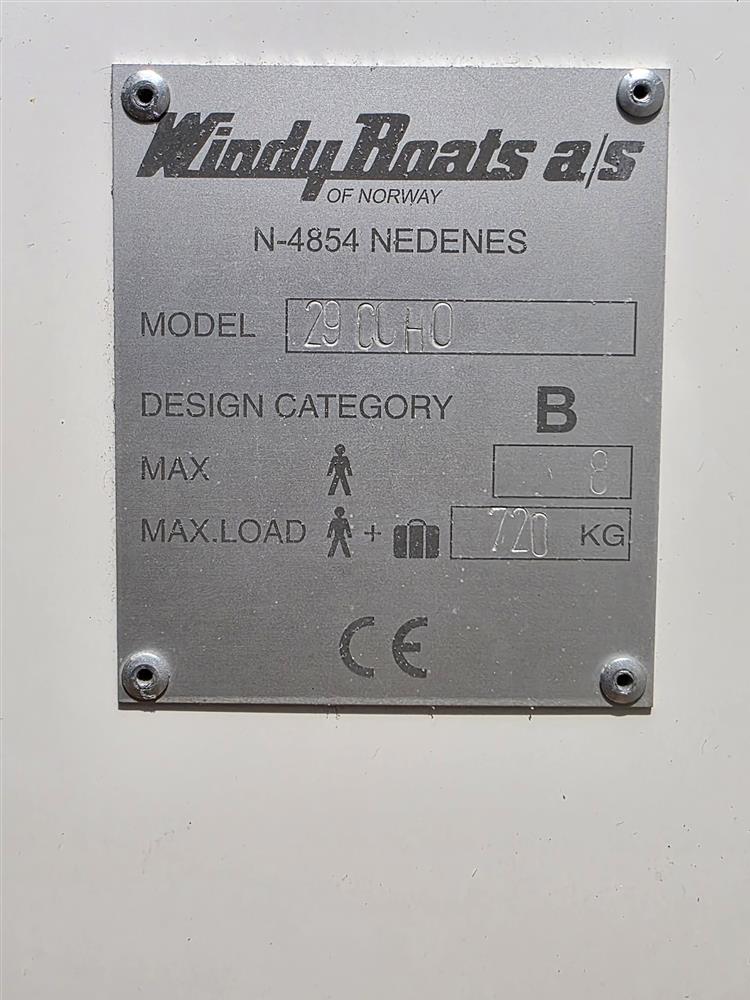 Windy Boats a/s
OF NORWAY
N-4854 NEDENES
MODEL 29 COHO
DESIGN CATEGORY B
MAX 8
MAX.LOAD + 720 KG
CE